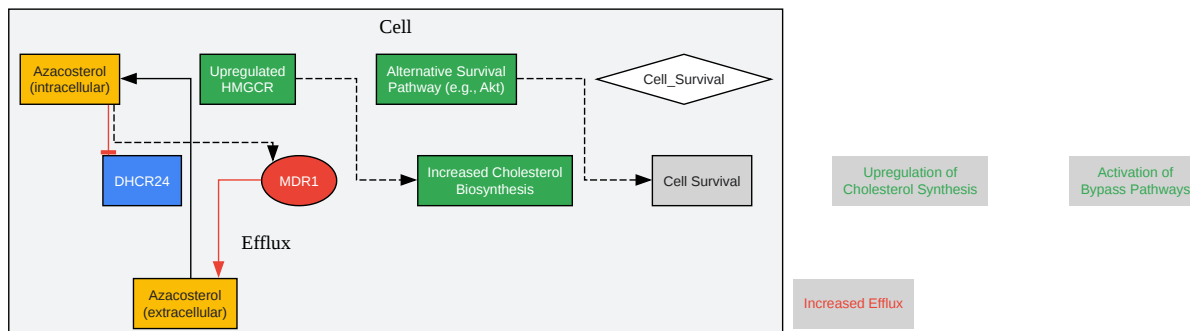 Cell
Azacosterol
(intracellular)
Upregulated
HMGCR
Alternative Survival
Pathway (e.g., Akt)
Cell_Survival
DHCR24
MDR1
Increased Cholesterol
Biosynthesis
Cell Survival
Upregulation of
Cholesterol Synthesis
Activation of
Bypass Pathways
Efflux
Azacosterol
(extracellular)
Increased Efflux